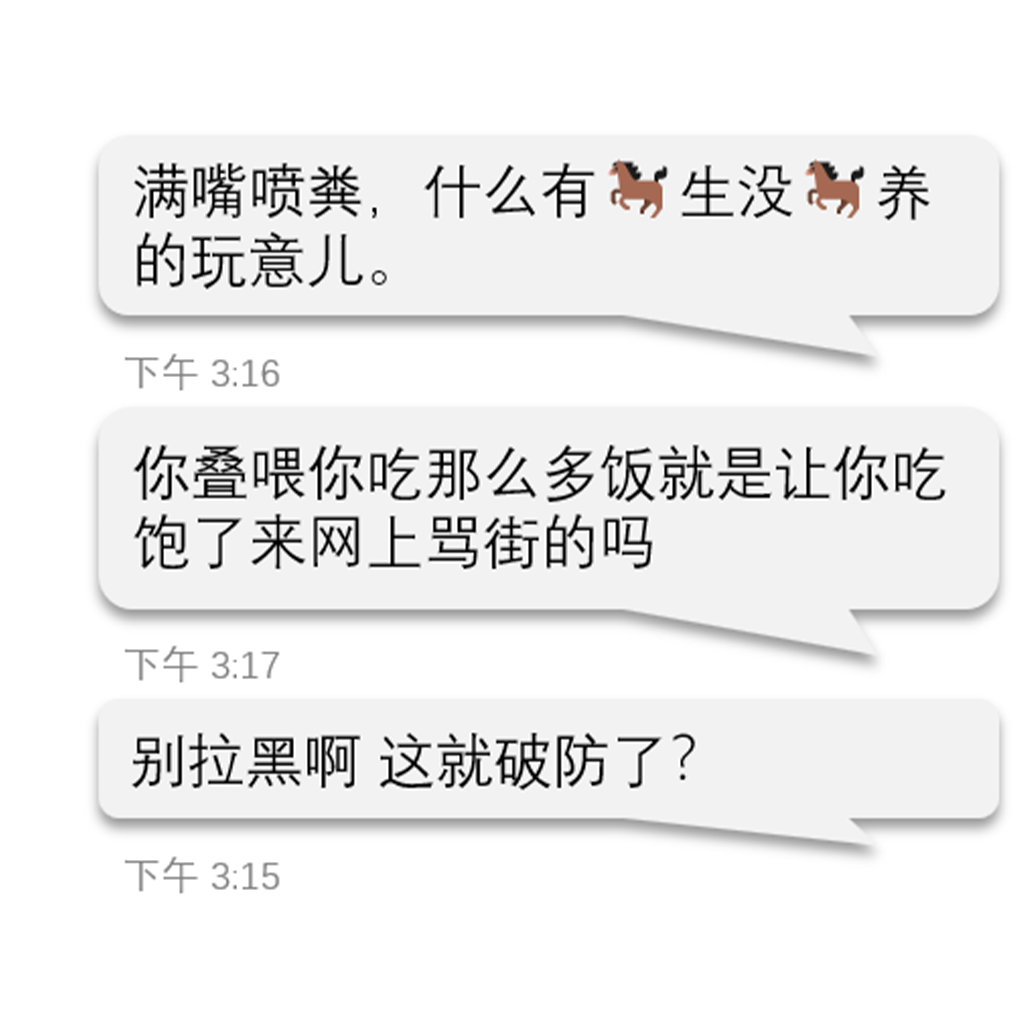 满嘴喷粪，什么有🐎生没🐎养
的玩意儿。
下午 3:16
你叠喂你吃那么多饭就是让你吃
饱了来网上骂街的吗
下午 3:17
别拉黑啊 这就破防了？
下午 3:15